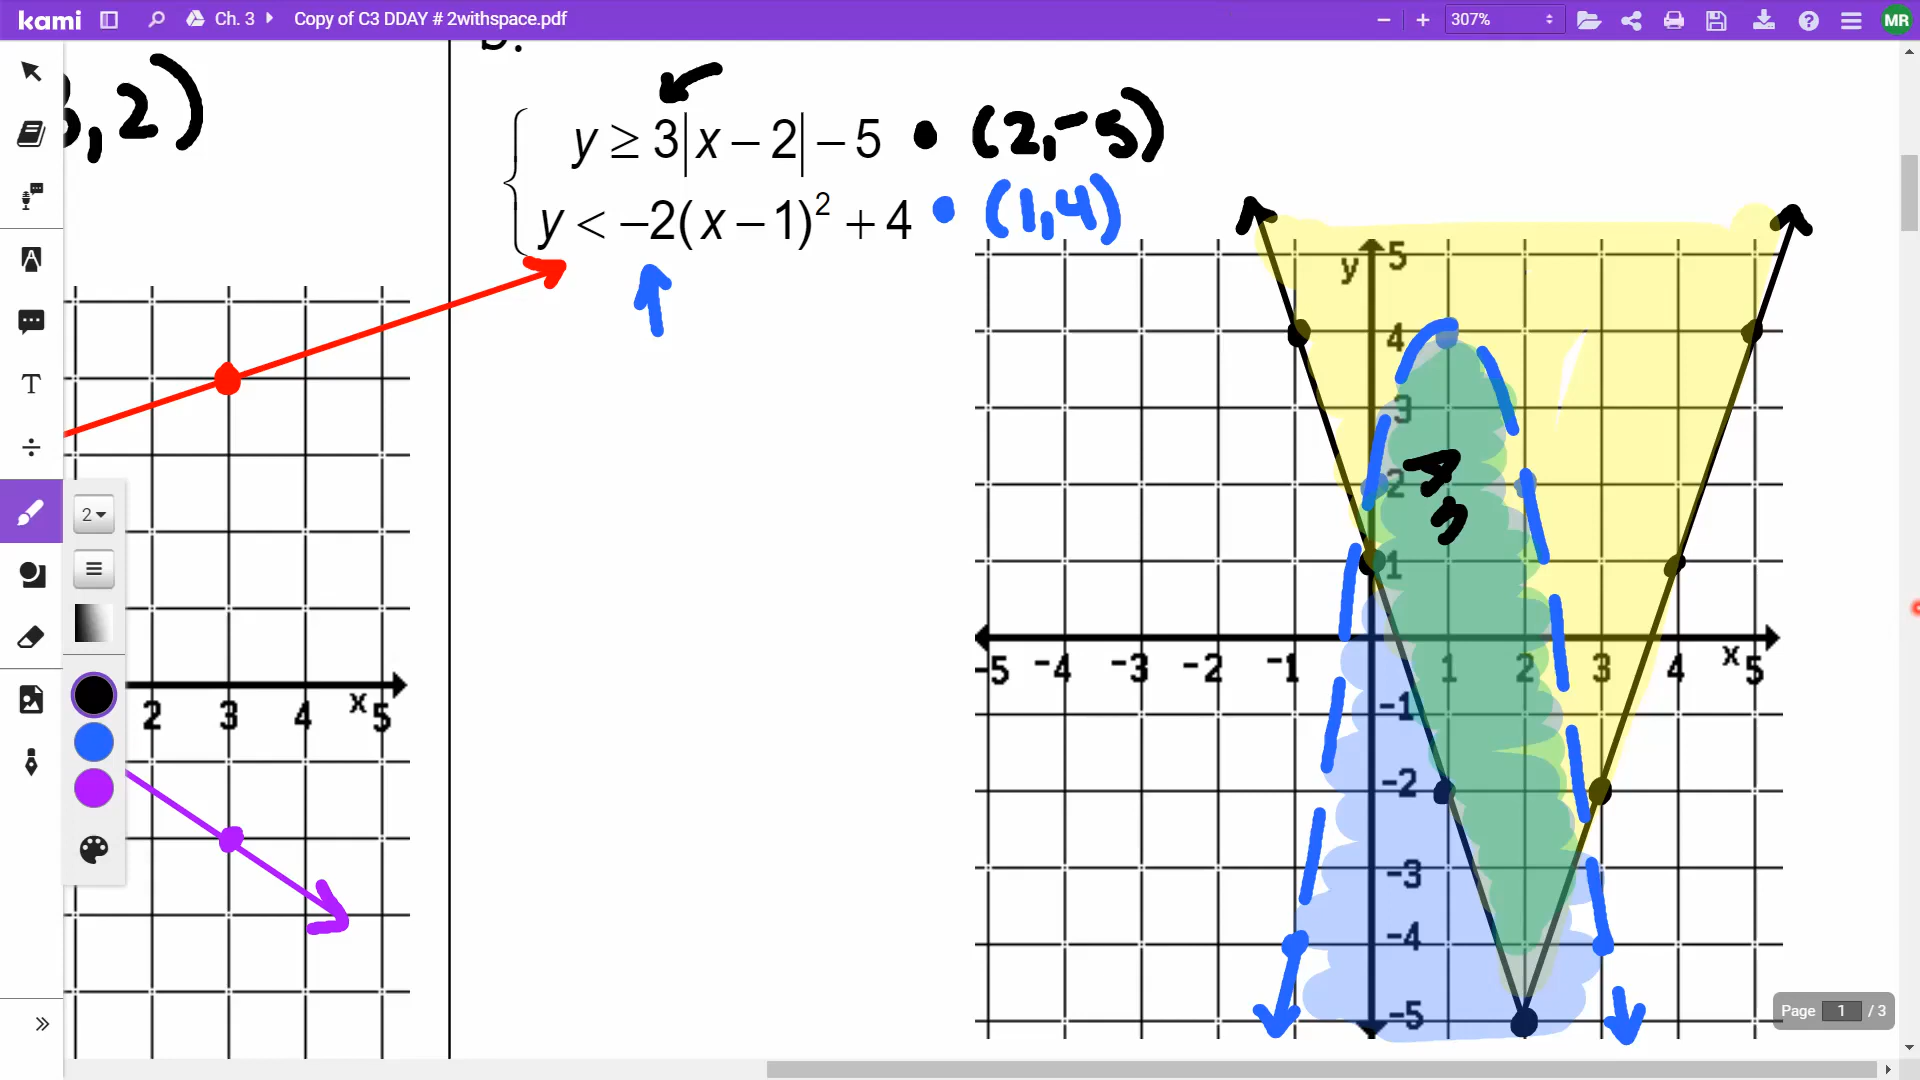 kami Ch. 3 Copy of C3 DDAY # 2withspace.pdf 307% MR
, 2)
y ≥ 3|x − 2| − 5 • (2,-5)
y < −2(x − 1)² + 4 • (1,4)
y 5
4
3
2
1
-5 -4 -3 -2 -1 1 2 3 4 x 5
-1
-2
-3
-4
-5
2 3 4 x 5
2
T
Page 1 / 3